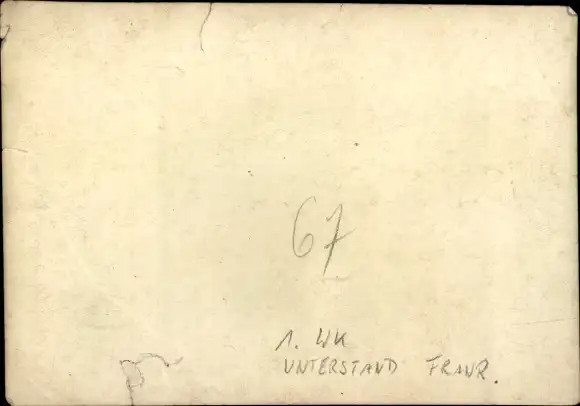 67
1. WK
UNTERSTAND FRANR.